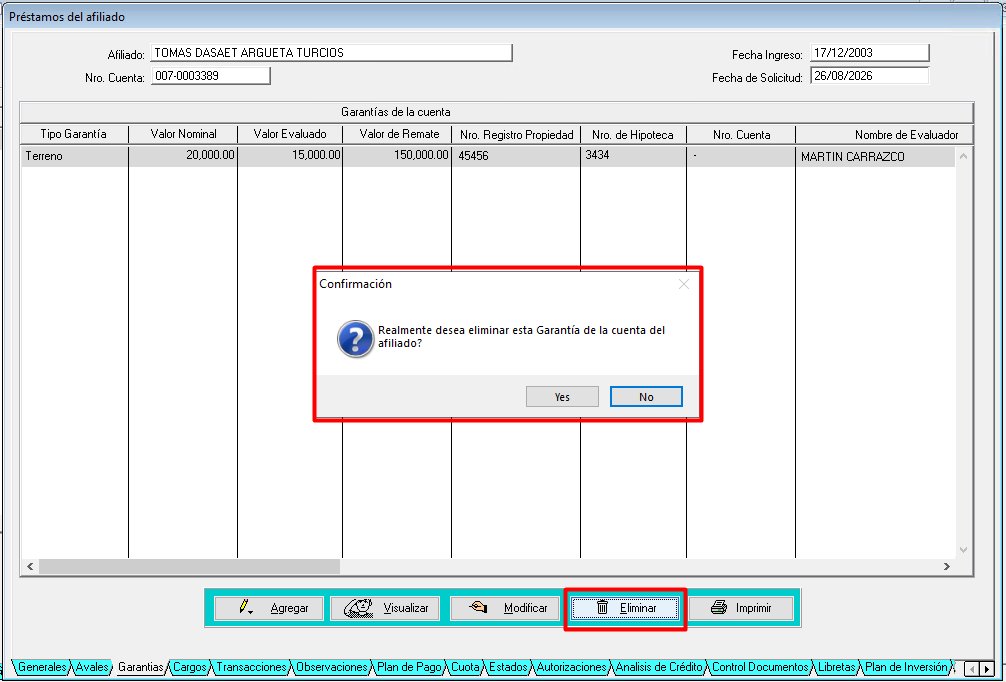 Préstamos del afiliado
Afiliado: TOMAS DASAET ARGUETA TURCIOS Fecha Ingreso: 17/12/2003
Nro. Cuenta: 007-0003389 Fecha de Solicitud: 26/08/2026
Garantías de la cuenta
Tipo Garantía Valor Nominal Valor Evaluado Valor de Remate Nro. Registro Propiedad Nro. de Hipoteca Nro. Cuenta Nombre de Evaluador
Terreno 20,000.00 15,000.00 150,000.00 45456 3434 - MARTIN CARRAZCO
Confirmación
Realmente desea eliminar esta Garantía de la cuenta del
afiliado?
Yes No
Agregar Visualizar Modificar Eliminar Imprimir
Generales Avales Garantias Cargos Transacciones Observaciones Plan de Pago Cuota Estados Autorizaciones Analisis de Crédito Control Documentos Libretas Plan de Inversión